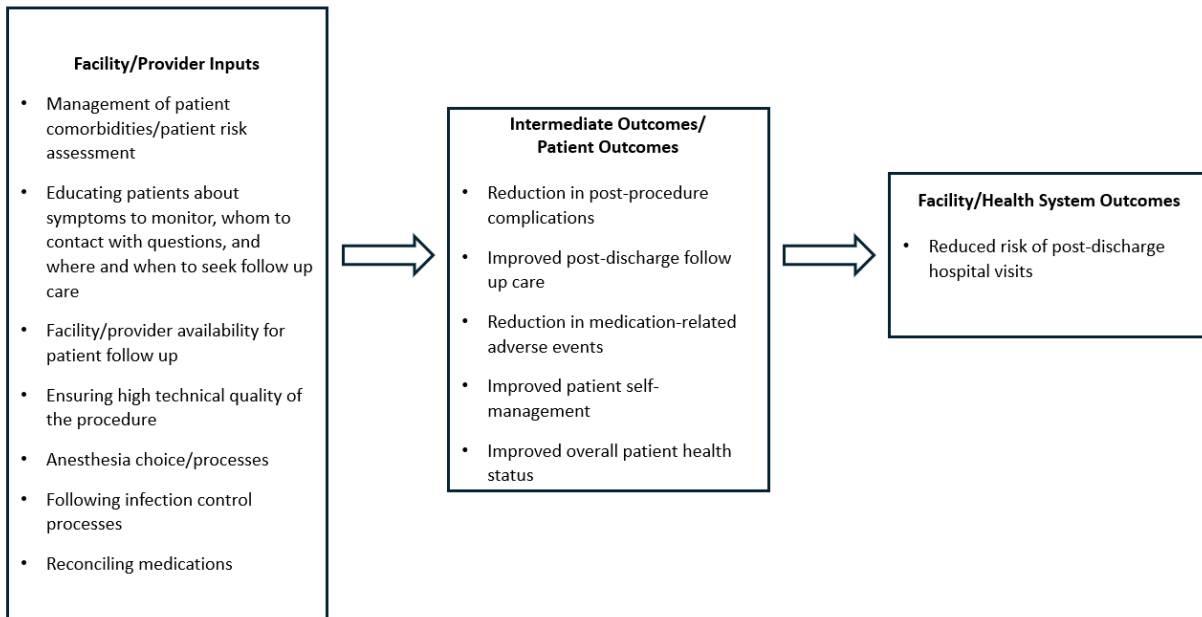 Facility/Provider Inputs
• Management of patient
comorbidities/patient risk
assessment
• Educating patients about
symptoms to monitor, whom to
contact with questions, and
where and when to seek follow up
care
• Facility/provider availability for
patient follow up
• Ensuring high technical quality of
the procedure
• Anesthesia choice/processes
• Following infection control
processes
• Reconciling medications
Intermediate Outcomes/
Patient Outcomes
• Reduction in post-procedure
complications
• Improved post-discharge follow
up care
• Reduction in medication-related
adverse events
• Improved patient self-
management
• Improved overall patient health
status
Facility/Health System Outcomes
• Reduced risk of post-discharge
hospital visits